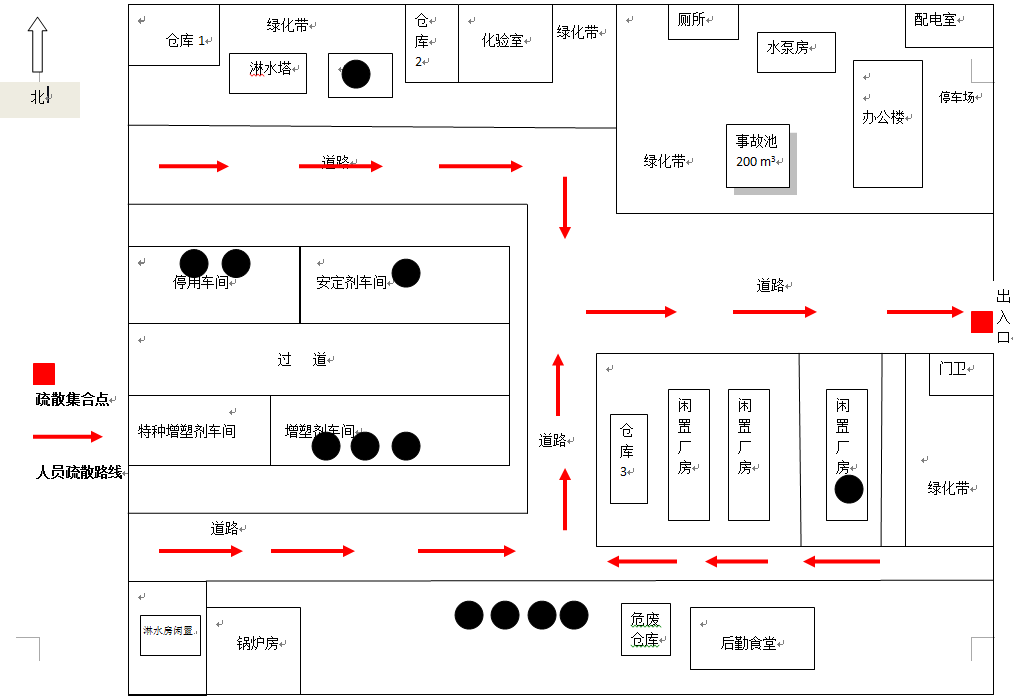 北
仓库 1
绿化带
淋水塔
仓
库
2
化验室
绿化带
厕所
水泵房
配电室
办公楼
停车场
事故池
200 m³
绿化带
道路
停用车间
安定剂车间
过 道
特种增塑剂车间
增塑剂车间
道路
出
入
口
疏散集合点
人员疏散路线
道路
门卫
仓
库
3
闲
置
厂
房
闲
置
厂
房
闲
置
厂
房
绿化带
道路
淋水房闲置
锅炉房
危废
仓库
后勤食堂